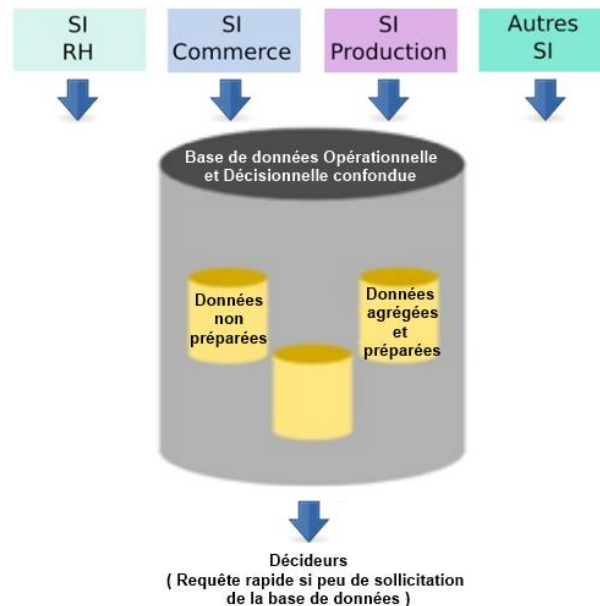 SI
RH
SI
Commerce
SI
Production
Autres
SI
Base de données Opérationnelle
et Décisionnelle confondue
Données
non
préparées
Données
agrégées
et
préparées
Décideurs
( Requête rapide si peu de sollicitation
de la base de données )